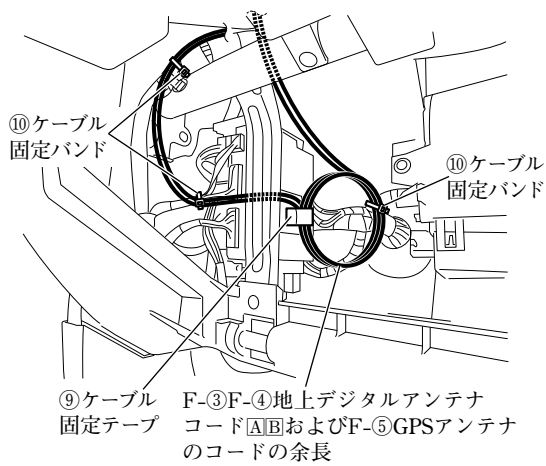 ⑩ケーブル
固定バンド
⑩ケーブル
固定バンド
⑨ケーブル
固定テープ
F-③F-④地上デジタルアンテナ
コードABおよびF-⑤GPSアンテナ
のコードの余長